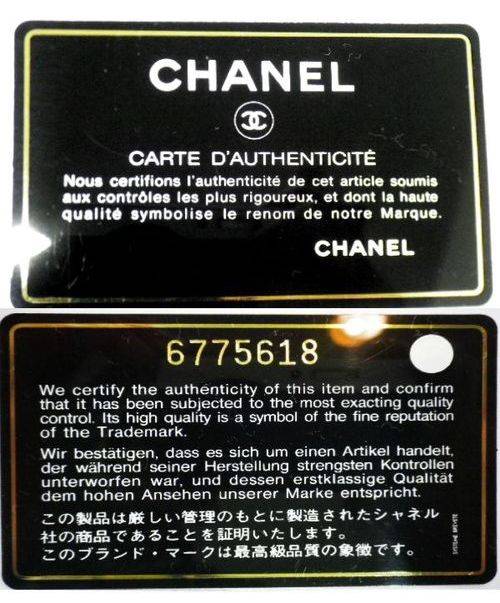 CHANEL
CARTE D'AUTHENTICITÉ
Nous certifions l'authenticité de cet article soumis
aux contrôles les plus rigoureux, et dont la haute
qualité symbolise le renom de notre Marque.
CHANEL
6775618
We certify the authenticity of this item and confirm
that it has been subjected to the most exacting quality
control. Its high quality is a symbol of the fine reputation
of the Trademark.
Wir bestätigen, dass es sich um einen Artikel handelt,
der während seiner Herstellung strengsten Kontrollen
unterworfen war, und dessen erstklassige Qualität
dem hohen Ansehen unserer Marke entspricht.
この製品は厳しい管理のもとに製造されたシャネル
社の商品であることを証明いたします。
このブランド・マークは最高級品質の象徴です。